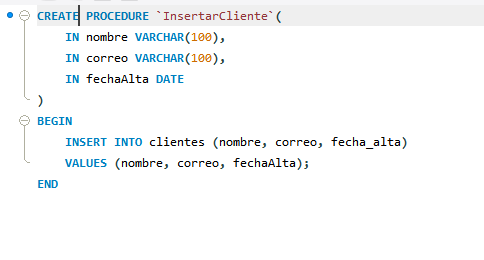 CREATE PROCEDURE `InsertarCliente`(
    IN nombre VARCHAR(100),
    IN correo VARCHAR(100),
    IN fechaAlta DATE
)
BEGIN
    INSERT INTO clientes (nombre, correo, fecha_alta)
    VALUES (nombre, correo, fechaAlta);
END